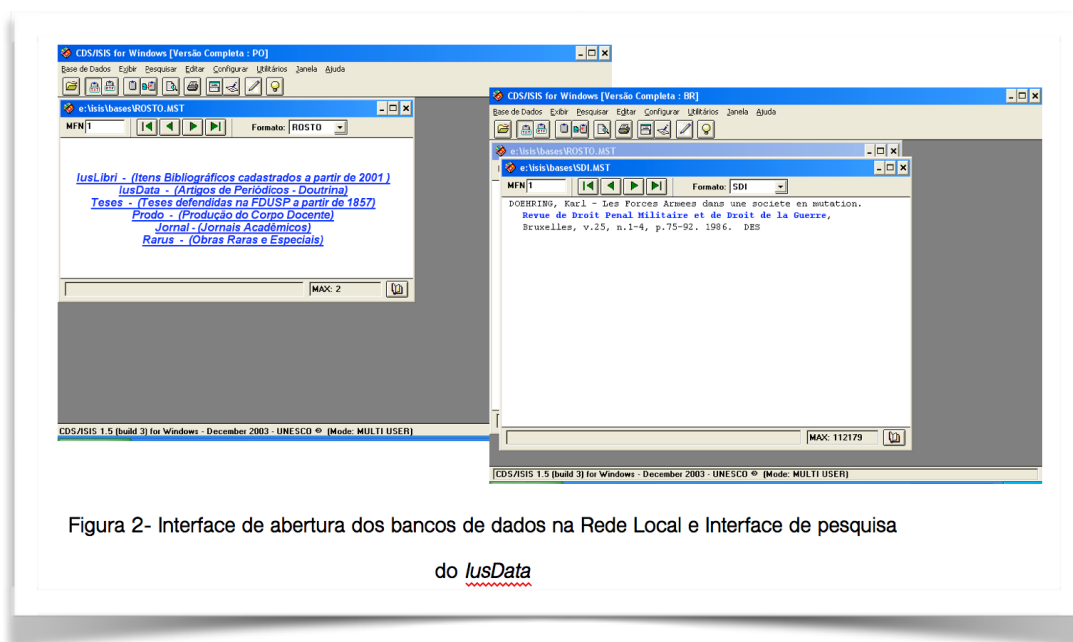 CDS/ISIS for Windows [Versão Completa : PO]
Base de Dados Exibir Pesquisar Editar Configurar Utilitários Janela Ajuda
e:\isis\bases\ROSTO.MST
MFN 1 Formato: ROSTO
IusLibri - (Itens Bibliográficos cadastrados a partir de 2001 )
IusData - (Artigos de Periódicos - Doutrina)
Teses - (Teses defendidas na FDUSP a partir de 1857)
Prodo - (Produção do Corpo Docente)
Jornal - (Jornais Acadêmicos)
Rarus - (Obras Raras e Especiais)
MAX: 2
CDS/ISIS 1.5 (build 3) for Windows - December 2003 - UNESCO © (Mode: MULTI USER)
CDS/ISIS for Windows [Versão Completa : BR]
Base de Dados Exibir Pesquisar Editar Configurar Utilitários Janela Ajuda
e:\isis\bases\ROSTO.MST
e:\isis\bases\SDI.MST
MFN 1 Formato: SDI
DOEHRING, Karl - Les Forces Armees dans une societe en mutation.
Revue de Droit Penal Militaire et de Droit de la Guerre,
Bruxelles, v.25, n.1-4, p.75-92. 1986. DES
MAX: 112179
CDS/ISIS 1.5 (build 3) for Windows - December 2003 - UNESCO © (Mode: MULTI USER)
Figura 2- Interface de abertura dos bancos de dados na Rede Local e Interface de pesquisa
do IusData